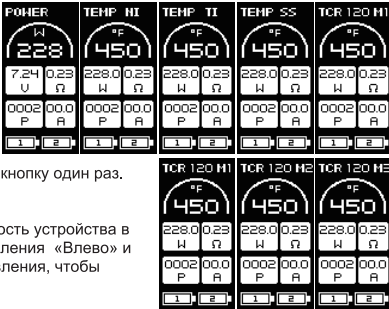 POWER TEMP NI TEMP TI TEMP SS TCR 120 M1
W °F °F °F °F
228 450 450 450 450
7.24 0.23 228.0 0.23 228.0 0.23 228.0 0.23 228.0 0.23
V Ω W Ω W Ω W Ω W Ω
0002 00.0 0002 00.0 0002 00.0 0002 00.0 0002 00.0
P A P A P A P A P A
1 2 1 2 1 2 1 2 1 2
кнопку один раз.
ость устройства в
ления «Влево» и
вления, чтобы
TCR 120 M1 TCR 120 M2 TCR 120 M3
°F °F °F
450 450 450
228.0 0.23 228.0 0.23 228.0 0.23
W Ω W Ω W Ω
0002 00.0 0002 00.0 0002 00.0
P A P A P A
1 2 1 2 1 2